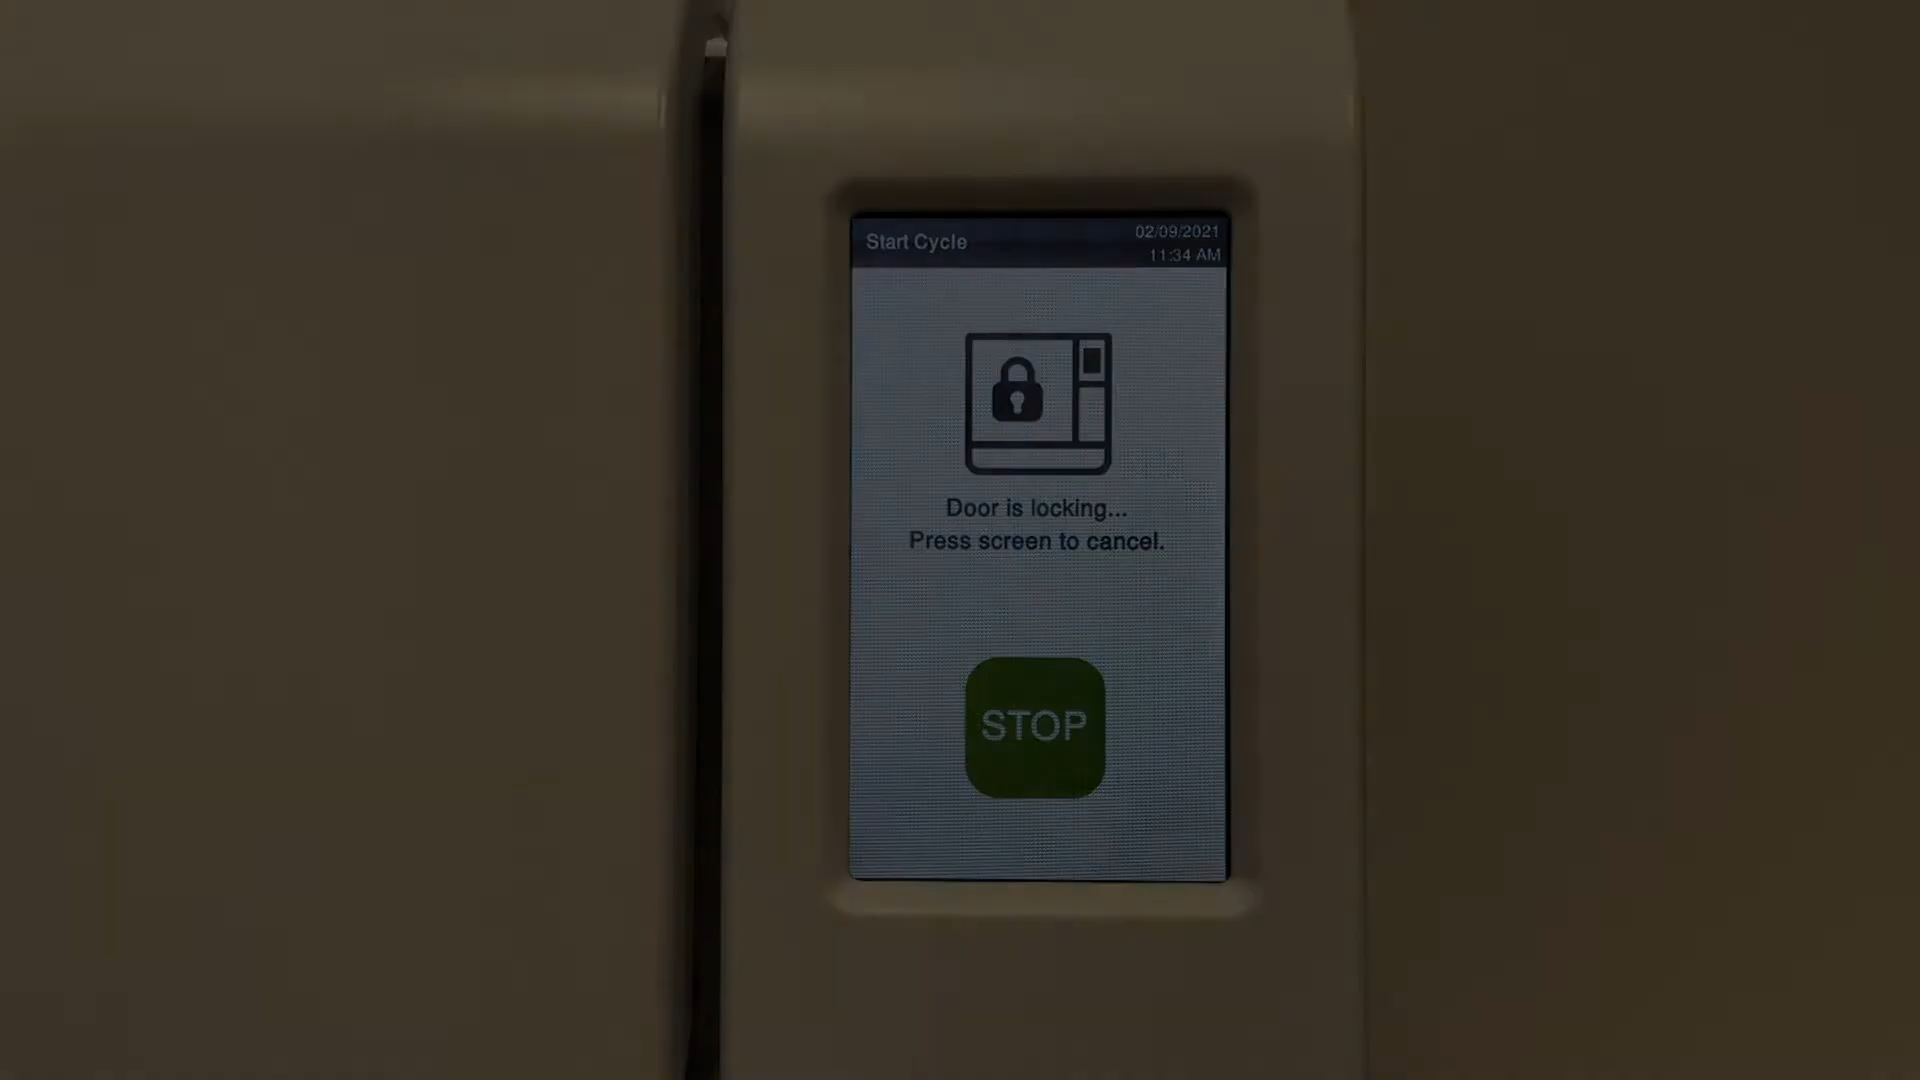 Start Cycle
02/09/2021
11:34 AM
Door is locking...
Press screen to cancel.
STOP